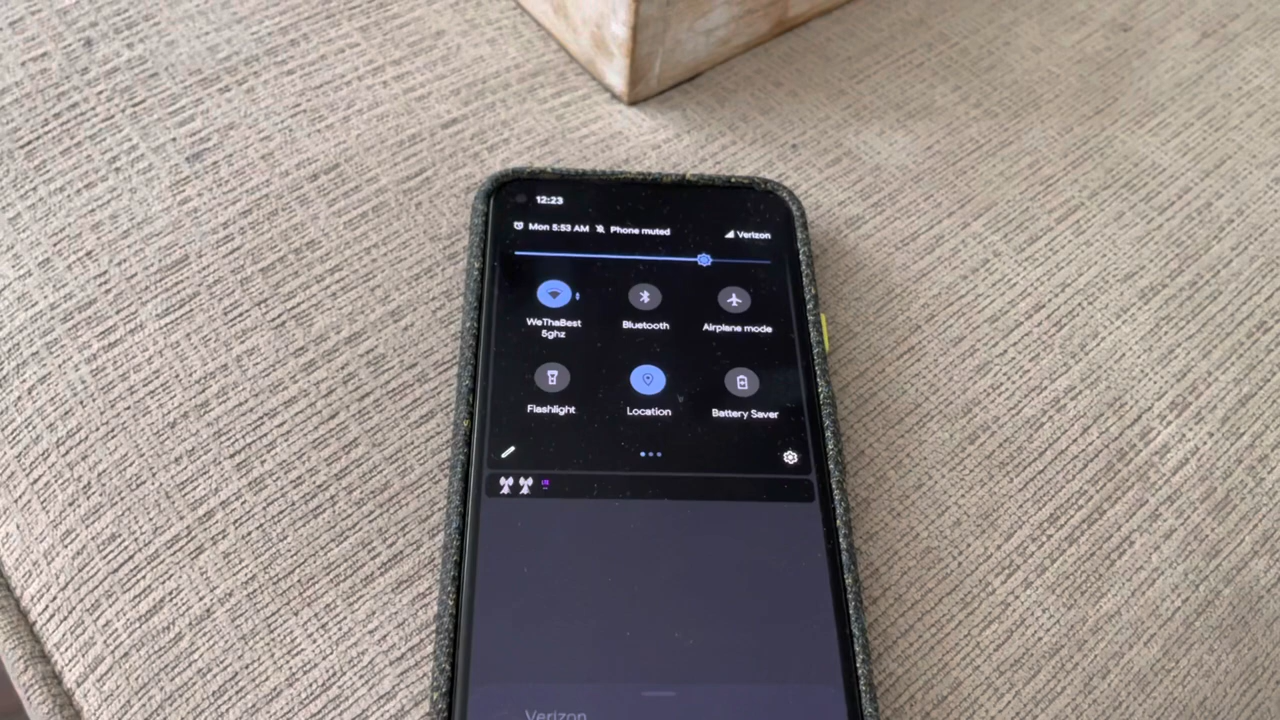 12:23
Mon 5:53 AM Phone muted Verizon
WeThaBest
5ghz
Bluetooth
Airplane mode
Flashlight
Location
Battery Saver
LTE
Verizon